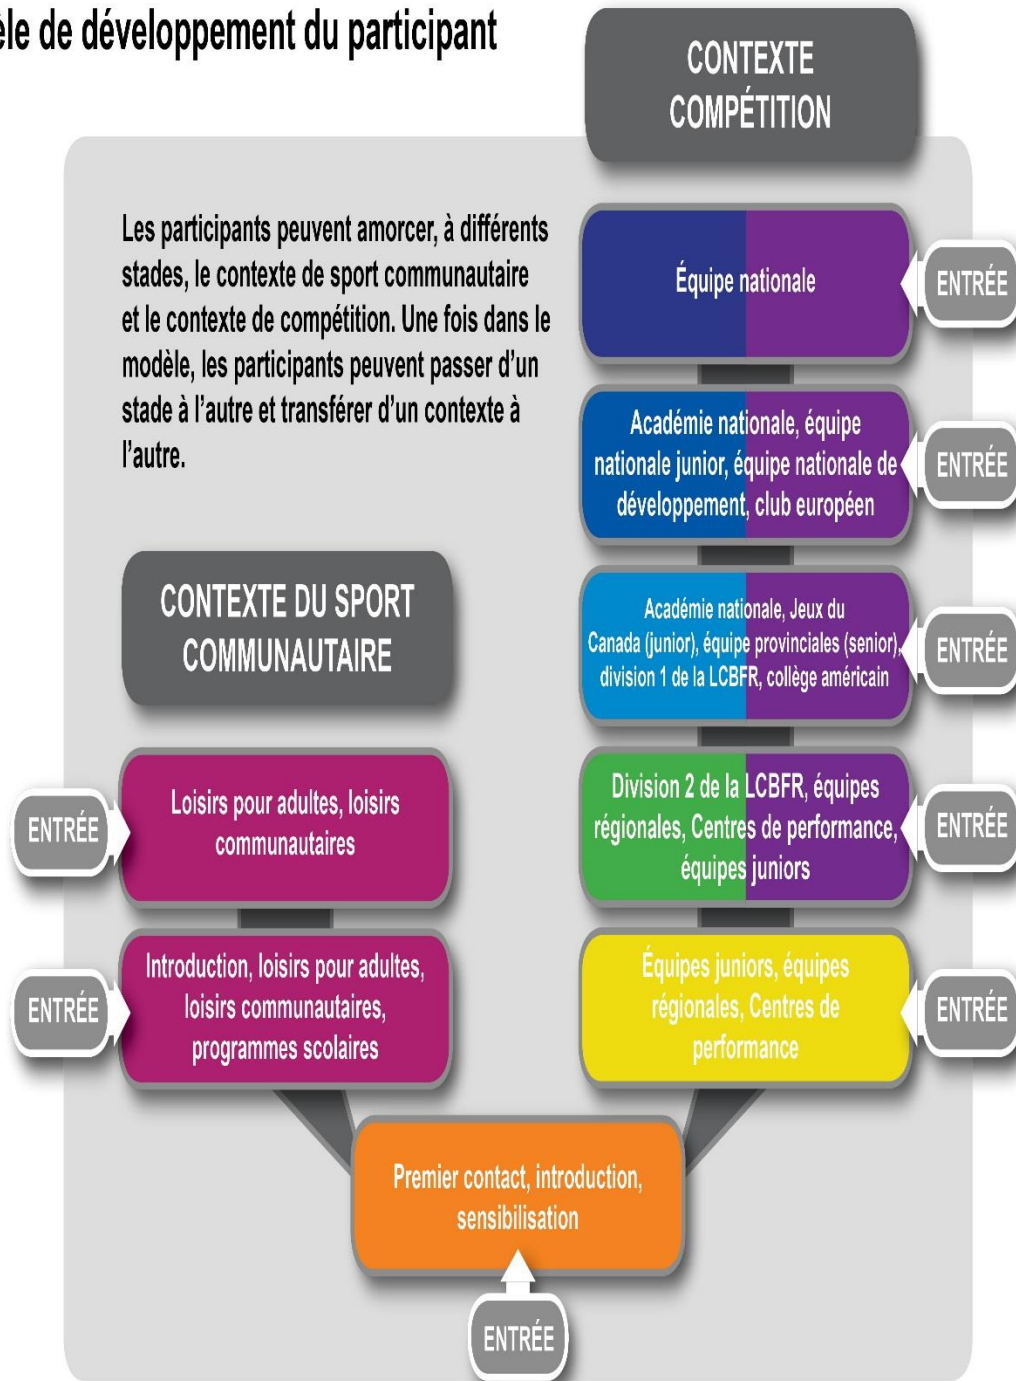 de développement du participant
CONTEXTE
COMPÉTITION
Les participants peuvent amorcer, à différents
stades, le contexte de sport communautaire
et le contexte de compétition. Une fois dans le
modèle, les participants peuvent passer d’un
stade à l’autre et transférer d’un contexte à
l’autre.
Équipe nationale
ENTRÉE
Académie nationale, équipe
nationale junior, équipe nationale de
développement, club européen
ENTRÉE
CONTEXTE DU SPORT
COMMUNAUTAIRE
Académie nationale, Jeux du
Canada (junior), équipe provinciales (senior),
division 1 de la LCBFR, collège américain
ENTRÉE
ENTRÉE
Loisirs pour adultes, loisirs
communautaires
Division 2 de la LCBFR, équipes
régionales, Centres de performance,
équipes juniors
ENTRÉE
ENTRÉE
Introduction, loisirs pour adultes,
loisirs communautaires,
programmes scolaires
Équipes juniors, équipes
régionales, Centres de
performance
ENTRÉE
Premier contact, introduction,
sensibilisation
ENTRÉE